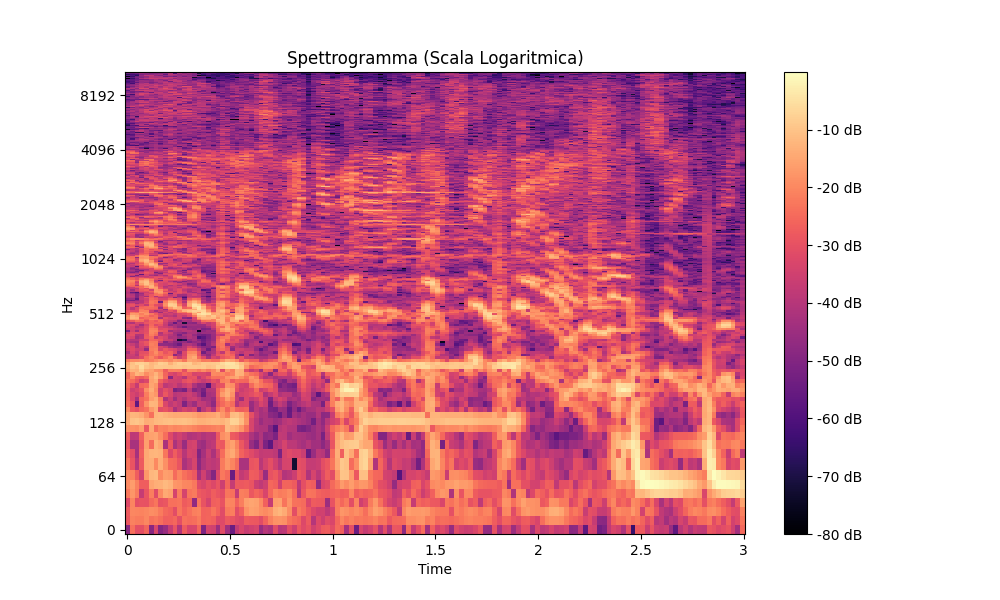 Spettrogramma (Scala Logaritmica)
8192
4096
2048
1024
512
256
128
64
0
Hz
0
0.5
1
1.5
2
2.5
3
Time
-10 dB
-20 dB
-30 dB
-40 dB
-50 dB
-60 dB
-70 dB
-80 dB